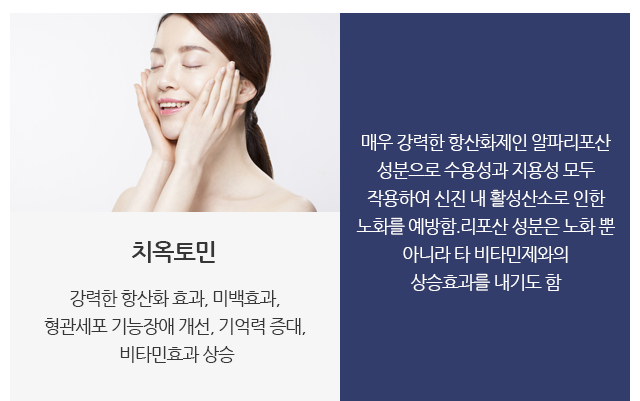 치옥토민
강력한 항산화 효과, 미백효과,
형관세포 기능장애 개선, 기억력 증대,
비타민효과 상승
매우 강력한 항산화제인 알파리포산
성분으로 수용성과 지용성 모두
작용하여 신진 내 활성산소로 인한
노화를 예방함.리포산 성분은 노화 뿐
아니라 타 비타민제와의
상승효과를 내기도 함